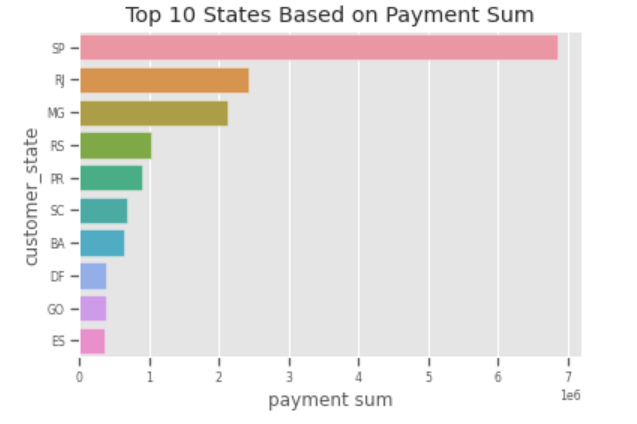 Top 10 States Based on Payment Sum
customer_state
SP
RJ
MG
RS
PR
SC
BA
DF
GO
ES
0 1 2 3 4 5 6 7
1e6
payment sum